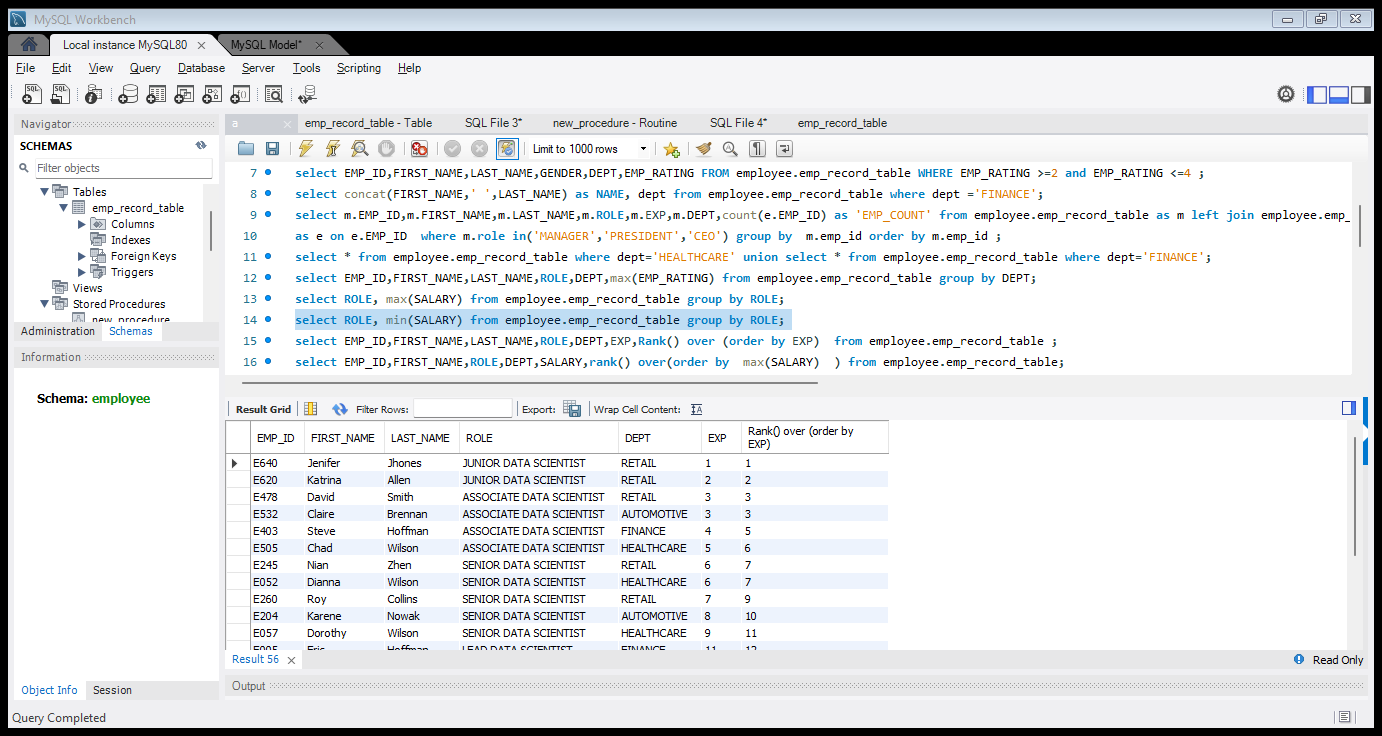 MySQL Workbench
Local instance MySQL80
MySQL Model*
File Edit View Query Database Server Tools Scripting Help
Navigator
SCHEMAS
Filter objects
Tables
emp_record_table
Columns
Indexes
Foreign Keys
Triggers
Views
Stored Procedures
new_procedure
Administration Schemas
Information
Schema: employee
Object Info Session
a emp_record_table - Table SQL File 3* new_procedure - Routine SQL File 4* emp_record_table
Limit to 1000 rows
7 select EMP_ID,FIRST_NAME,LAST_NAME,GENDER,DEPT,EMP_RATING FROM employee.emp_record_table WHERE EMP_RATING >=2 and EMP_RATING <=4 ;
8 select concat(FIRST_NAME,' ',LAST_NAME) as NAME, dept from employee.emp_record_table where dept ='FINANCE';
9 select m.EMP_ID,m.FIRST_NAME,m.LAST_NAME,m.ROLE,m.EXP,m.DEPT,count(e.EMP_ID) as 'EMP_COUNT' from employee.emp_record_table as m left join employee.emp_
10 as e on e.EMP_ID  where m.role in('MANAGER','PRESIDENT','CEO') group by  m.emp_id order by m.emp_id ;
11 select * from employee.emp_record_table where dept='HEALTHCARE' union select * from employee.emp_record_table where dept='FINANCE';
12 select EMP_ID,FIRST_NAME,LAST_NAME,ROLE,DEPT,max(EMP_RATING) from employee.emp_record_table group by DEPT;
13 select ROLE, max(SALARY) from employee.emp_record_table group by ROLE;
14 select ROLE, min(SALARY) from employee.emp_record_table group by ROLE;
15 select EMP_ID,FIRST_NAME,LAST_NAME,ROLE,DEPT,EXP,Rank() over (order by EXP)  from employee.emp_record_table ;
16 select EMP_ID,FIRST_NAME,ROLE,DEPT,SALARY,rank() over(order by  max(SALARY)  ) from employee.emp_record_table;
Result Grid Filter Rows: Export: Wrap Cell Content:
EMP_ID FIRST_NAME LAST_NAME ROLE DEPT EXP Rank() over (order by
EXP)
E640 Jenifer Jhones JUNIOR DATA SCIENTIST RETAIL 1 1
E620 Katrina Allen JUNIOR DATA SCIENTIST RETAIL 2 2
E478 David Smith ASSOCIATE DATA SCIENTIST RETAIL 3 3
E532 Claire Brennan ASSOCIATE DATA SCIENTIST AUTOMOTIVE 3 3
E403 Steve Hoffman ASSOCIATE DATA SCIENTIST FINANCE 4 5
E505 Chad Wilson ASSOCIATE DATA SCIENTIST HEALTHCARE 5 6
E245 Nian Zhen SENIOR DATA SCIENTIST RETAIL 6 7
E052 Dianna Wilson SENIOR DATA SCIENTIST HEALTHCARE 6 7
E260 Roy Collins SENIOR DATA SCIENTIST RETAIL 7 9
E204 Karene Nowak SENIOR DATA SCIENTIST AUTOMOTIVE 8 10
E057 Dorothy Wilson SENIOR DATA SCIENTIST HEALTHCARE 9 11
E005 Eric Hoffman LEAD DATA SCIENTIST FINANCE 11 12
Result 56
Read Only
Output
Query Completed